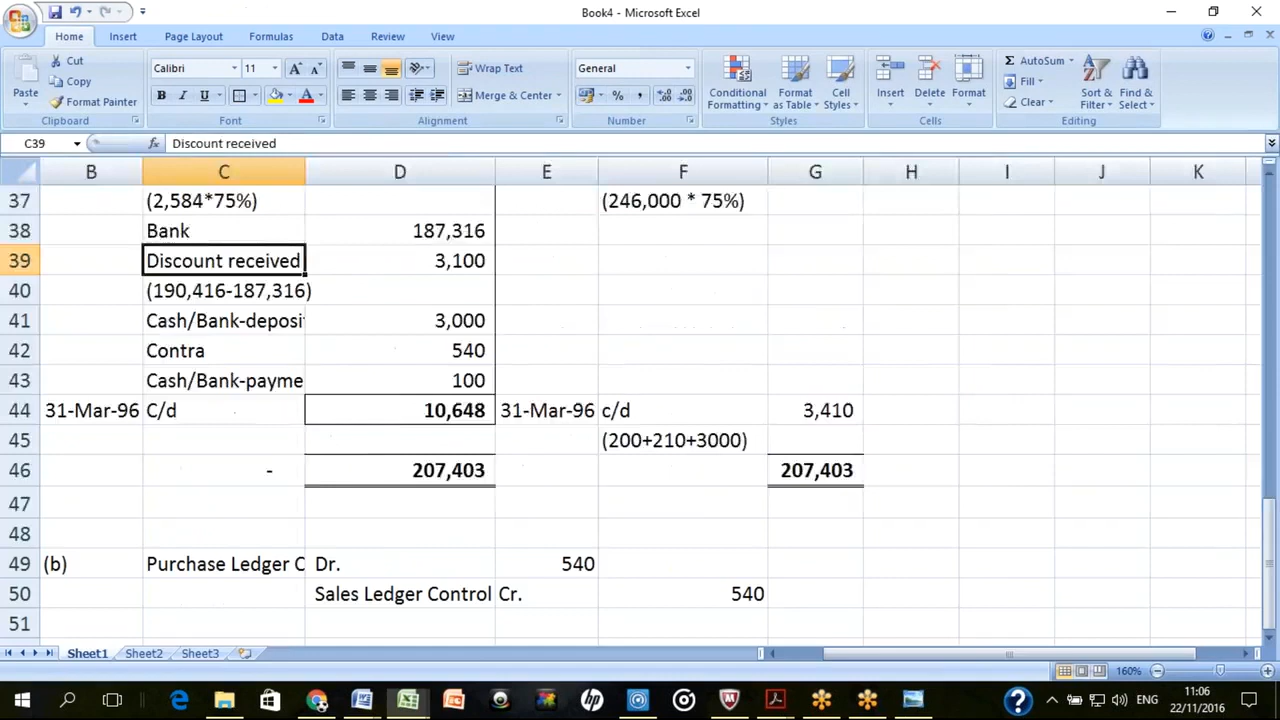 Book4 - Microsoft Excel
Home Insert Page Layout Formulas Data Review View
Cut
Copy
Format Painter
Paste
Clipboard
Calibri 11
Font
Wrap Text
Merge & Center
Alignment
General
Number
Conditional Formatting
Format as Table
Cell Styles
Styles
Insert Delete Format
Cells
AutoSum
Fill
Clear
Sort & Filter
Find & Select
Editing
C39 fx Discount received
B C D E F G H I J K
37 (2,584*75%) (246,000 * 75%)
38 Bank 187,316
39 Discount received 3,100
40 (190,416-187,316)
41 Cash/Bank-deposi 3,000
42 Contra 540
43 Cash/Bank-payme 100
44 31-Mar-96 C/d 10,648 31-Mar-96 c/d 3,410
45 (200+210+3000)
46 - 207,403 207,403
47
48
49 (b) Purchase Ledger C Dr. 540
50 Sales Ledger Control Cr. 540
51
Sheet1 Sheet2 Sheet3
160%
ENG
11:06
22/11/2016